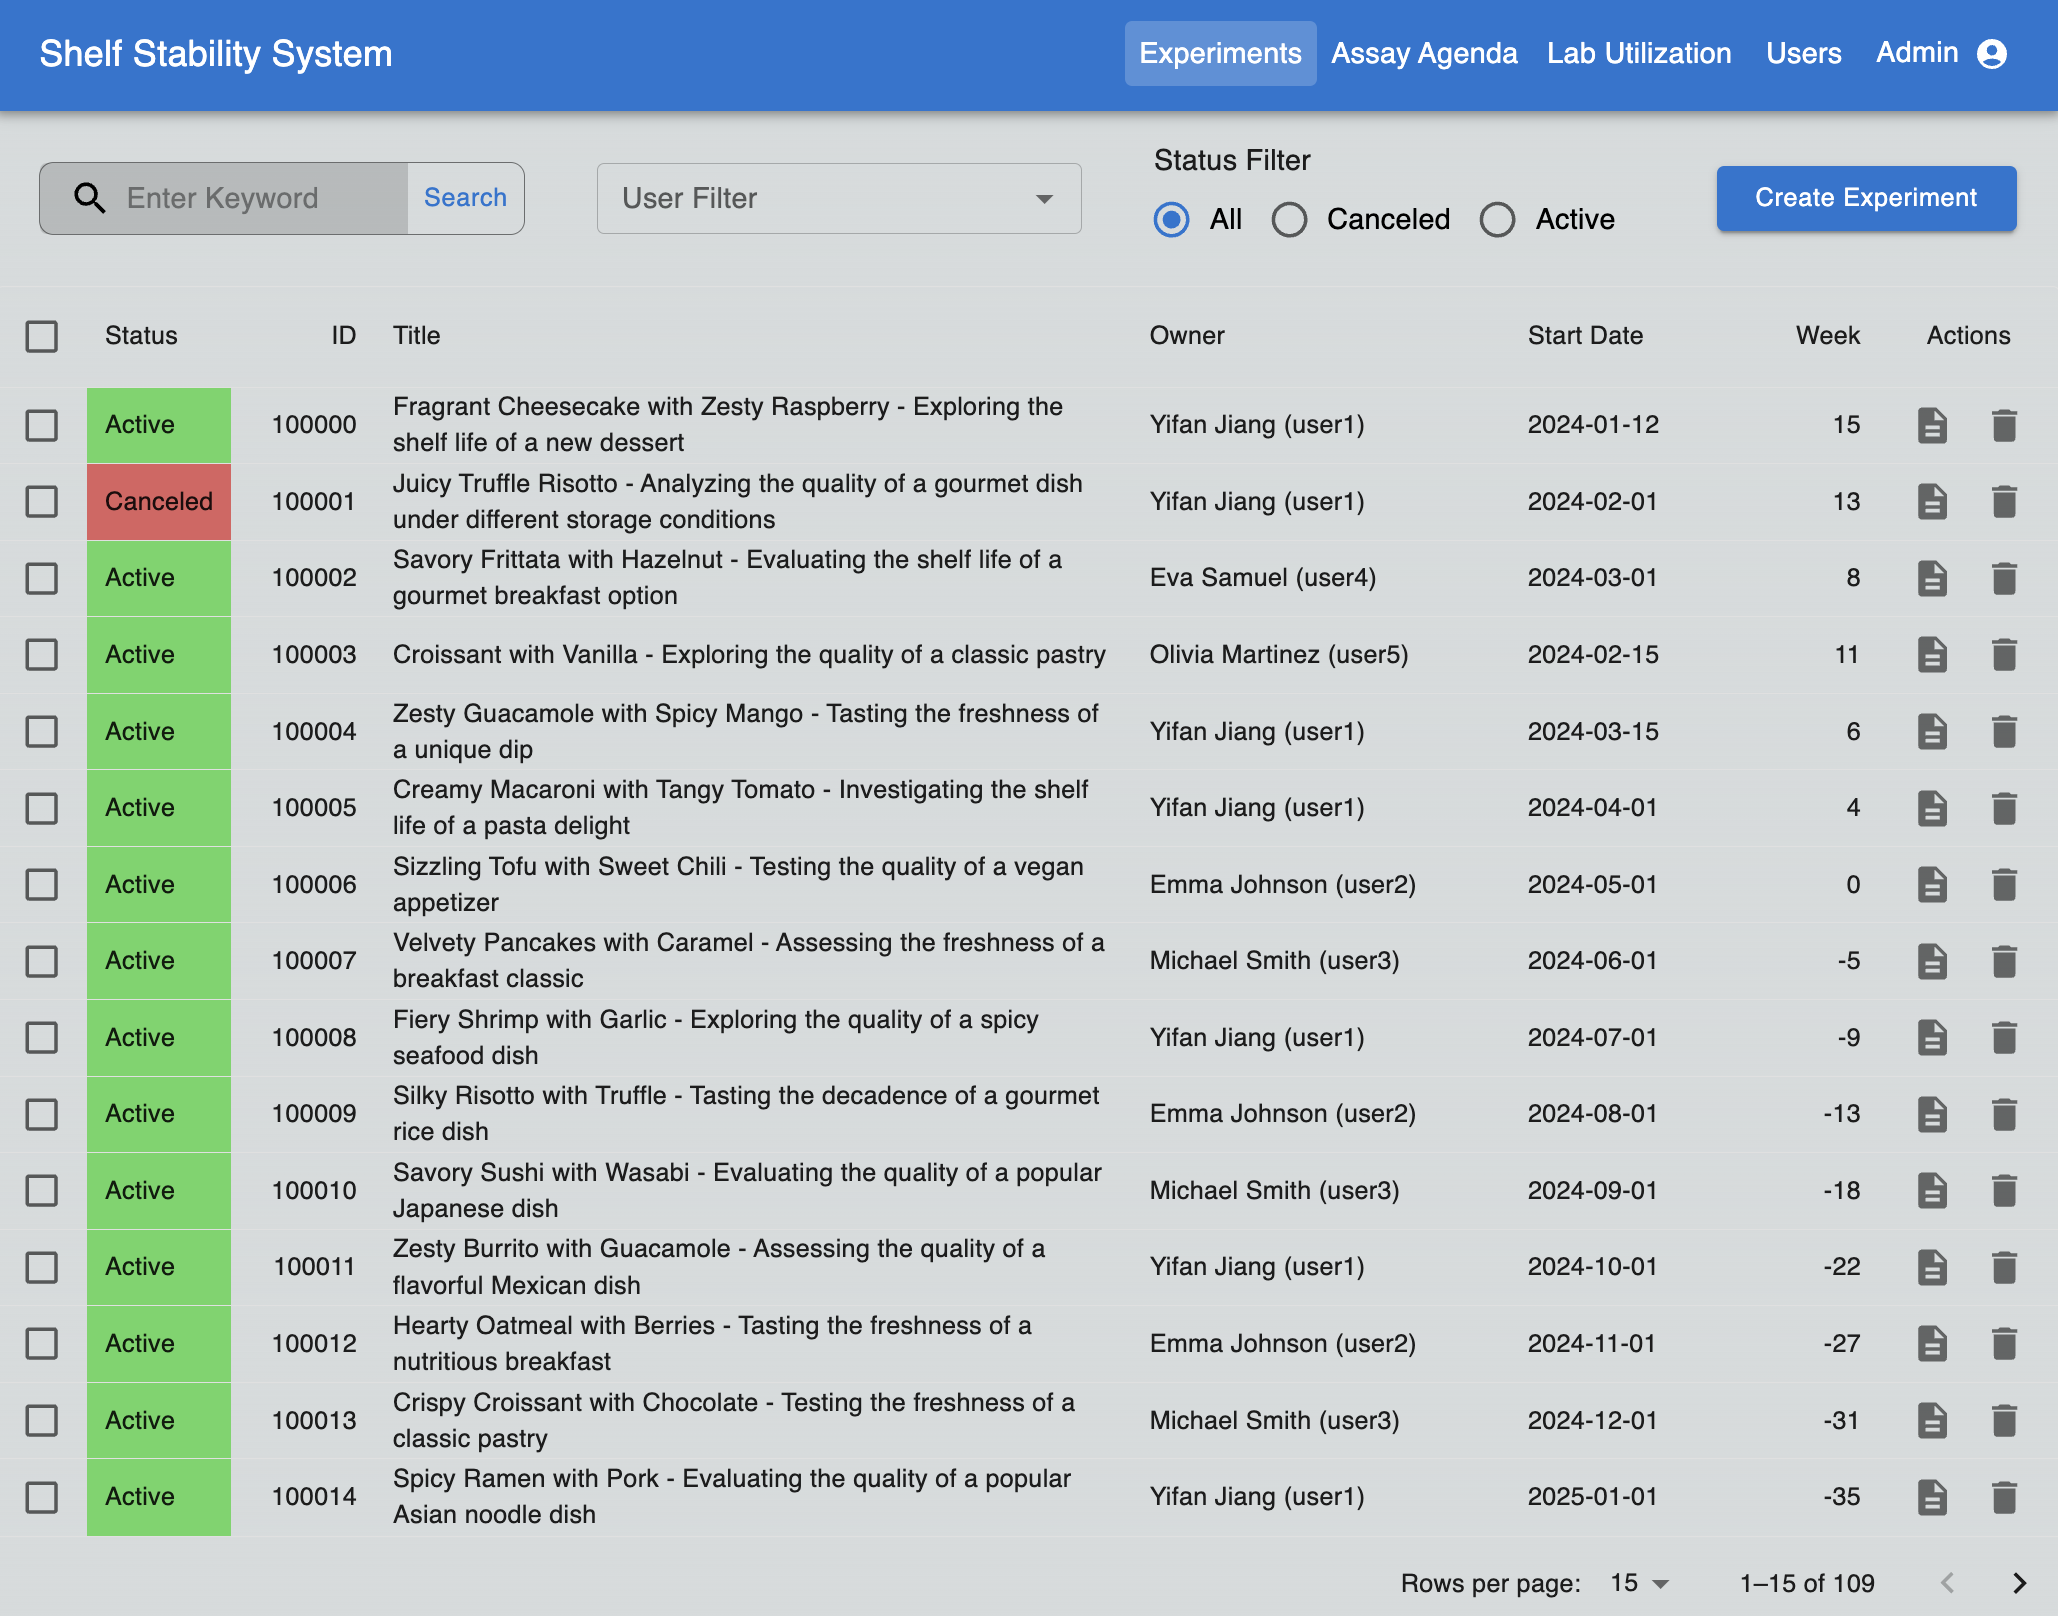 Shelf Stability System
Experiments Assay Agenda Lab Utilization Users Admin
Enter Keyword Search
User Filter
Status Filter
All Canceled Active
Create Experiment
Status ID Title Owner Start Date Week Actions
Active 100000 Fragrant Cheesecake with Zesty Raspberry - Exploring the
shelf life of a new dessert Yifan Jiang (user1) 2024-01-12 15
Canceled 100001 Juicy Truffle Risotto - Analyzing the quality of a gourmet dish
under different storage conditions Yifan Jiang (user1) 2024-02-01 13
Active 100002 Savory Frittata with Hazelnut - Evaluating the shelf life of a
gourmet breakfast option Eva Samuel (user4) 2024-03-01 8
Active 100003 Croissant with Vanilla - Exploring the quality of a classic pastry Olivia Martinez (user5) 2024-02-15 11
Active 100004 Zesty Guacamole with Spicy Mango - Tasting the freshness of
a unique dip Yifan Jiang (user1) 2024-03-15 6
Active 100005 Creamy Macaroni with Tangy Tomato - Investigating the shelf
life of a pasta delight Yifan Jiang (user1) 2024-04-01 4
Active 100006 Sizzling Tofu with Sweet Chili - Testing the quality of a vegan
appetizer Emma Johnson (user2) 2024-05-01 0
Active 100007 Velvety Pancakes with Caramel - Assessing the freshness of a
breakfast classic Michael Smith (user3) 2024-06-01 -5
Active 100008 Fiery Shrimp with Garlic - Exploring the quality of a spicy
seafood dish Yifan Jiang (user1) 2024-07-01 -9
Active 100009 Silky Risotto with Truffle - Tasting the decadence of a gourmet
rice dish Emma Johnson (user2) 2024-08-01 -13
Active 100010 Savory Sushi with Wasabi - Evaluating the quality of a popular
Japanese dish Michael Smith (user3) 2024-09-01 -18
Active 100011 Zesty Burrito with Guacamole - Assessing the quality of a
flavorful Mexican dish Yifan Jiang (user1) 2024-10-01 -22
Active 100012 Hearty Oatmeal with Berries - Tasting the freshness of a
nutritious breakfast Emma Johnson (user2) 2024-11-01 -27
Active 100013 Crispy Croissant with Chocolate - Testing the freshness of a
classic pastry Michael Smith (user3) 2024-12-01 -31
Active 100014 Spicy Ramen with Pork - Evaluating the quality of a popular
Asian noodle dish Yifan Jiang (user1) 2025-01-01 -35
Rows per page: 15 1–15 of 109